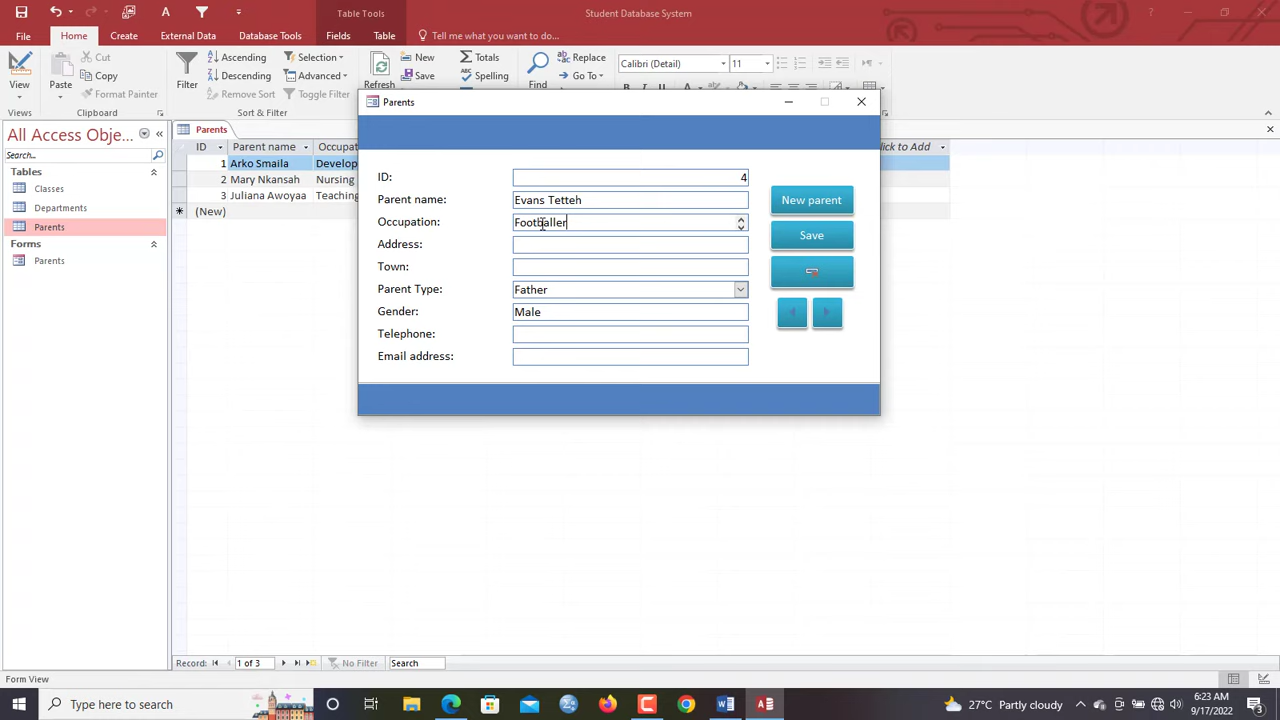 Table Tools
Student Database System
File
Home
Create
External Data
Database Tools
Fields
Table
Tell me what you want to do...
View
Views
Paste
Cut
Copy
Format Painter
Clipboard
Filter
Ascending
Descending
Remove Sort
Selection
Advanced
Toggle Filter
Sort & Filter
Refresh
New
Save
Totals
Spelling
Find
Replace
Go To
Calibri (Detail)
11
All Access Obje...
Search...
Tables
Classes
Departments
Parents
Forms
Parents
Parents
ID
Parent name
Occupat
lick to Add
1 Arko Smaila Develop
2 Mary Nkansah Nursing
3 Juliana Awoyaa Teaching
(New)
Parents
ID: 4
Parent name: Evans Tetteh
Occupation: Footballer
Address:
Town:
Parent Type: Father
Gender: Male
Telephone:
Email address:
New parent
Save
Record: 1 of 3 No Filter Search
Form View
Type here to search
27°C Partly cloudy
6:23 AM
9/17/2022
3